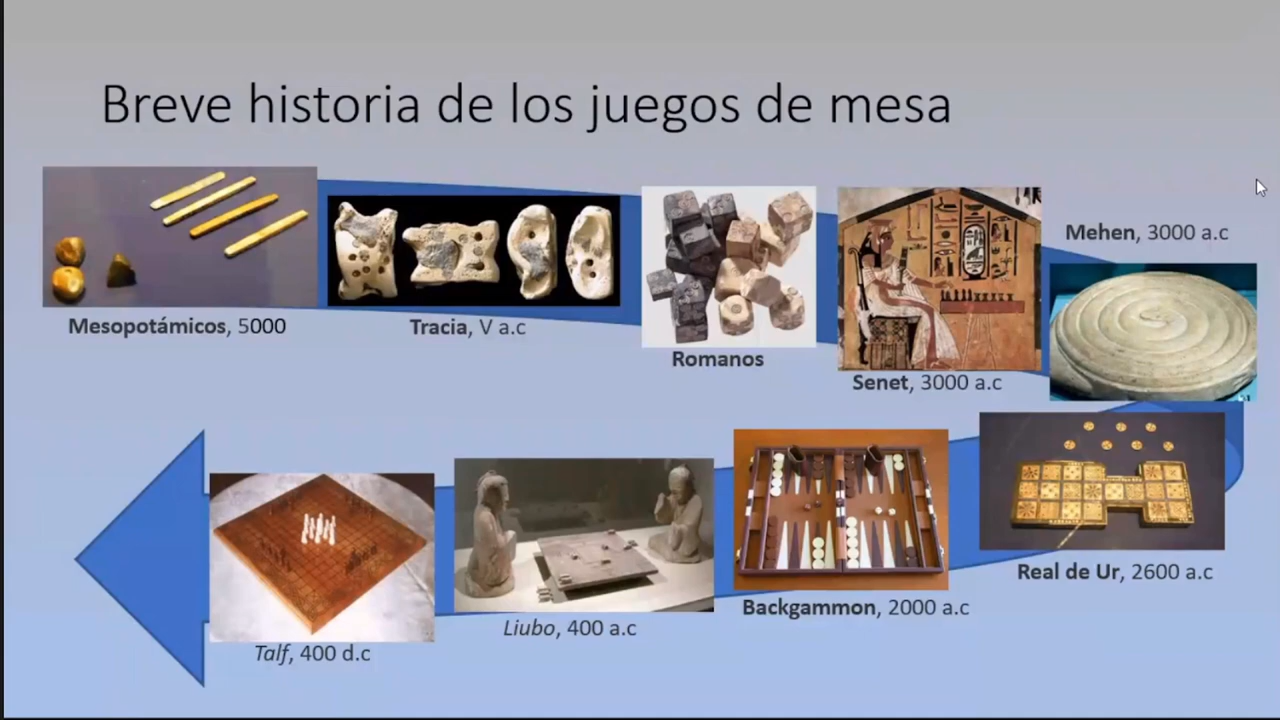 Breve historia de los juegos de mesa
Mesopotámicos, 5000
Tracia, V a.c
Romanos
Senet, 3000 a.c
Mehen, 3000 a.c
Real de Ur, 2600 a.c
Backgammon, 2000 a.c
Liubo, 400 a.c
Talf, 400 d.c